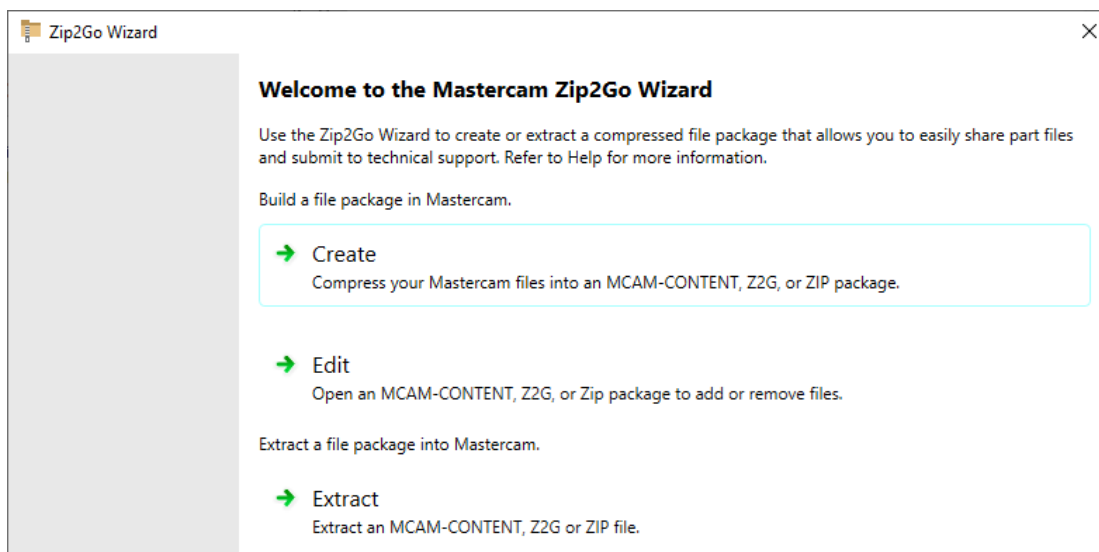 Zip2Go Wizard
Welcome to the Mastercam Zip2Go Wizard
Use the Zip2Go Wizard to create or extract a compressed file package that allows you to easily share part files
and submit to technical support. Refer to Help for more information.
Build a file package in Mastercam.
Create
Compress your Mastercam files into an MCAM-CONTENT, Z2G, or ZIP package.
Edit
Open an MCAM-CONTENT, Z2G, or Zip package to add or remove files.
Extract a file package into Mastercam.
Extract
Extract an MCAM-CONTENT, Z2G or ZIP file.